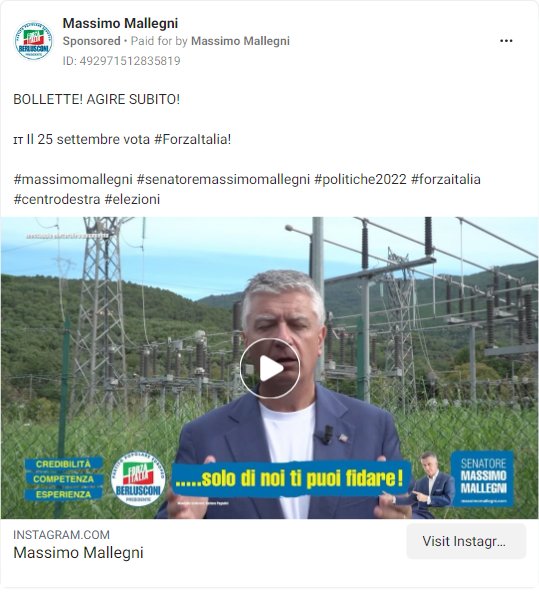 Massimo Mallegni
Sponsored • Paid for by Massimo Mallegni
ID: 492971512835819
BOLLETTE! AGIRE SUBITO!
IT Il 25 settembre vota #ForzaItalia!
#massimomallegni #senatoremassimomallegni #politiche2022 #forzaitalia
#centrodestra #elezioni
CREDIBILITÀ
COMPETENZA
ESPERIENZA
FORZA
ITALIA
BERLUSCONI
PRESIDENTE
.....solo di noi ti puoi fidare!
SENATORE
MASSIMO
MALLEGNI
INSTAGRAM.COM
Massimo Mallegni
Visit Instagr...